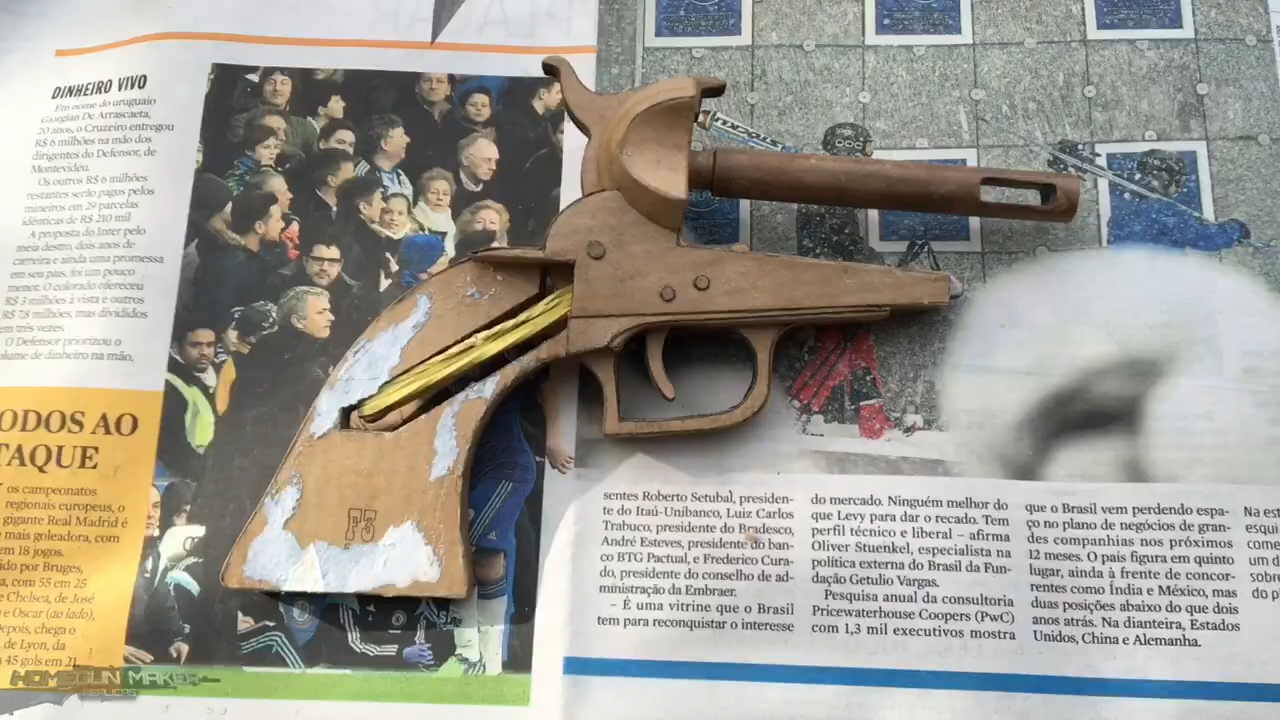 DINHEIRO VIVO
Em nome do uruguaio
Giorgian De Arrascaeta,
20 anos, o Cruzeiro entregou
R$ 6 milhões na mão dos
dirigentes do Defensor, de
Montevidéu.
Os outros R$ 6 milhões
restantes serão pagos pelos
mineiros em 29 parcelas
idênticas de R$ 210 mil
A proposta do Inter pelo
meia destro, dois anos de
carreira e ainda uma promessa
em seu país, foi um pouco
menor. O colorado ofereceu
R$ 3 milhões à vista e outros
R$ 7,8 milhões, mas divididos
em três vezes.
O Defensor priorizou o
volume de dinheiro na mão,
ODOS AO
TAQUE
os campeonatos
regionais europeus, o
gigante Real Madrid é
mais goleadora, com
em 18 jogos.
ido por Bruges,
a, com 55 em 25
e Chelsea, de José
e Oscar (ao lado),
Depois, chega o
de Lyon, da
45 gols em 21
F3
DOC
sentes Roberto Setubal, presiden-
te do Itaú-Unibanco, Luiz Carlos
Trabuco, presidente do Bradesco,
André Esteves, presidente do ban-
co BTG Pactual, e Frederico Cura-
do, presidente do conselho de ad-
ministração da Embraer.
– É uma vitrine que o Brasil
tem para reconquistar o interesse
do mercado. Ninguém melhor do
que Levy para dar o recado. Tem
perfil técnico e liberal – afirma
Oliver Stuenkel, especialista na
política externa do Brasil da Fun-
dação Getulio Vargas.
Pesquisa anual da consultoria
Pricewaterhouse Coopers (PwC)
com 1,3 mil executivos mostra
que o Brasil vem perdendo espa-
ço no plano de negócios de gran-
des companhias nos próximos
12 meses. O país figura em quinto
lugar, ainda à frente de concor-
rentes como Índia e México, mas
duas posições abaixo do que dois
anos atrás. Na dianteira, Estados
Unidos, China e Alemanha.
Na es
esqui
come
um d
sobr
do p
HOMEGUN MAKER
REPLICAS